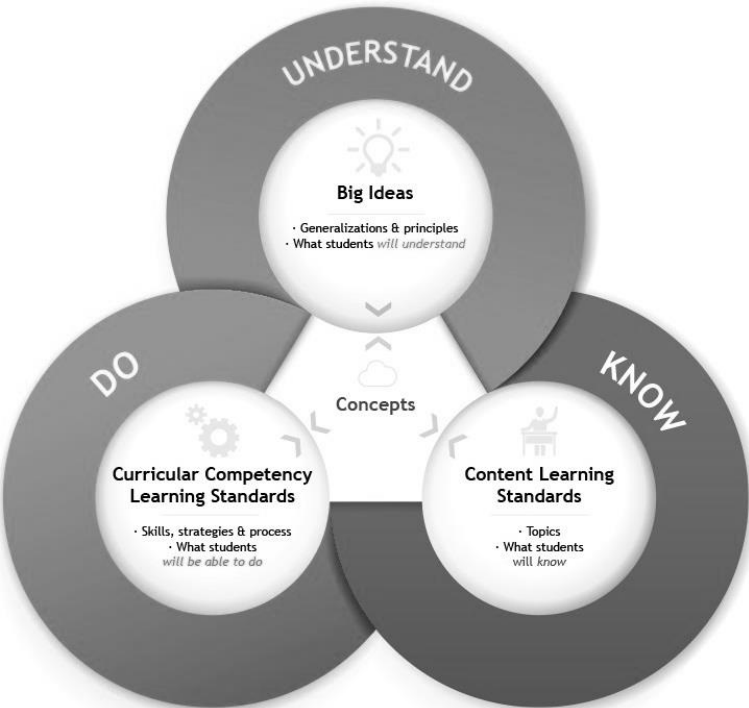 UNDERSTAND
Big Ideas
· Generalizations & principles
· What students will understand
DO
KNOW
Concepts
Curricular Competency
Learning Standards
· Skills, strategies & process
· What students
will be able to do
Content Learning
Standards
· Topics
· What students
will know